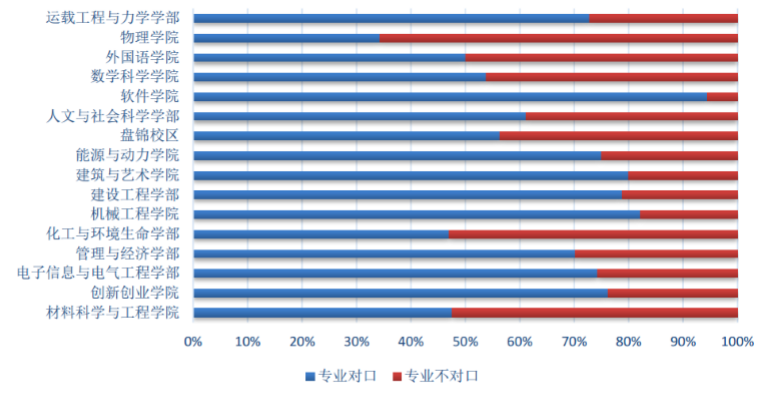 运载工程与力学学部
物理学院
外国语学院
数学科学学院
软件学院
人文与社会科学学部
盘锦校区
能源与动力学院
建筑与艺术学院
建设工程学部
机械工程学院
化工与环境生命学部
管理与经济学部
电子信息与电气工程学部
创新创业学院
材料科学与工程学院
0% 10% 20% 30% 40% 50% 60% 70% 80% 90% 100%
专业对口 专业不对口